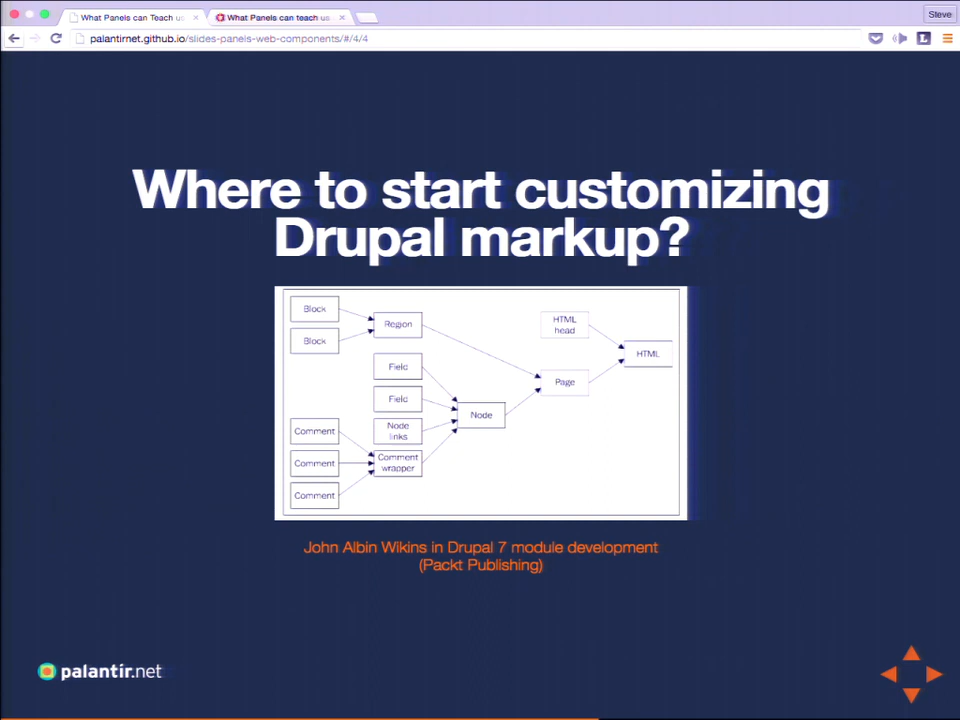 What Panels can Teach us
What Panels can teach us
Steve
palantirnet.github.io/slides-panels-web-components/#/4/4
L
Where to start customizing
Drupal markup?
Block
Block
Region
HTML
head
HTML
Field
Field
Page
Node
Node
links
Comment
Comment
wrapper
Comment
Comment
John Albin Wikins in Drupal 7 module development
(Packt Publishing)
palantir.net